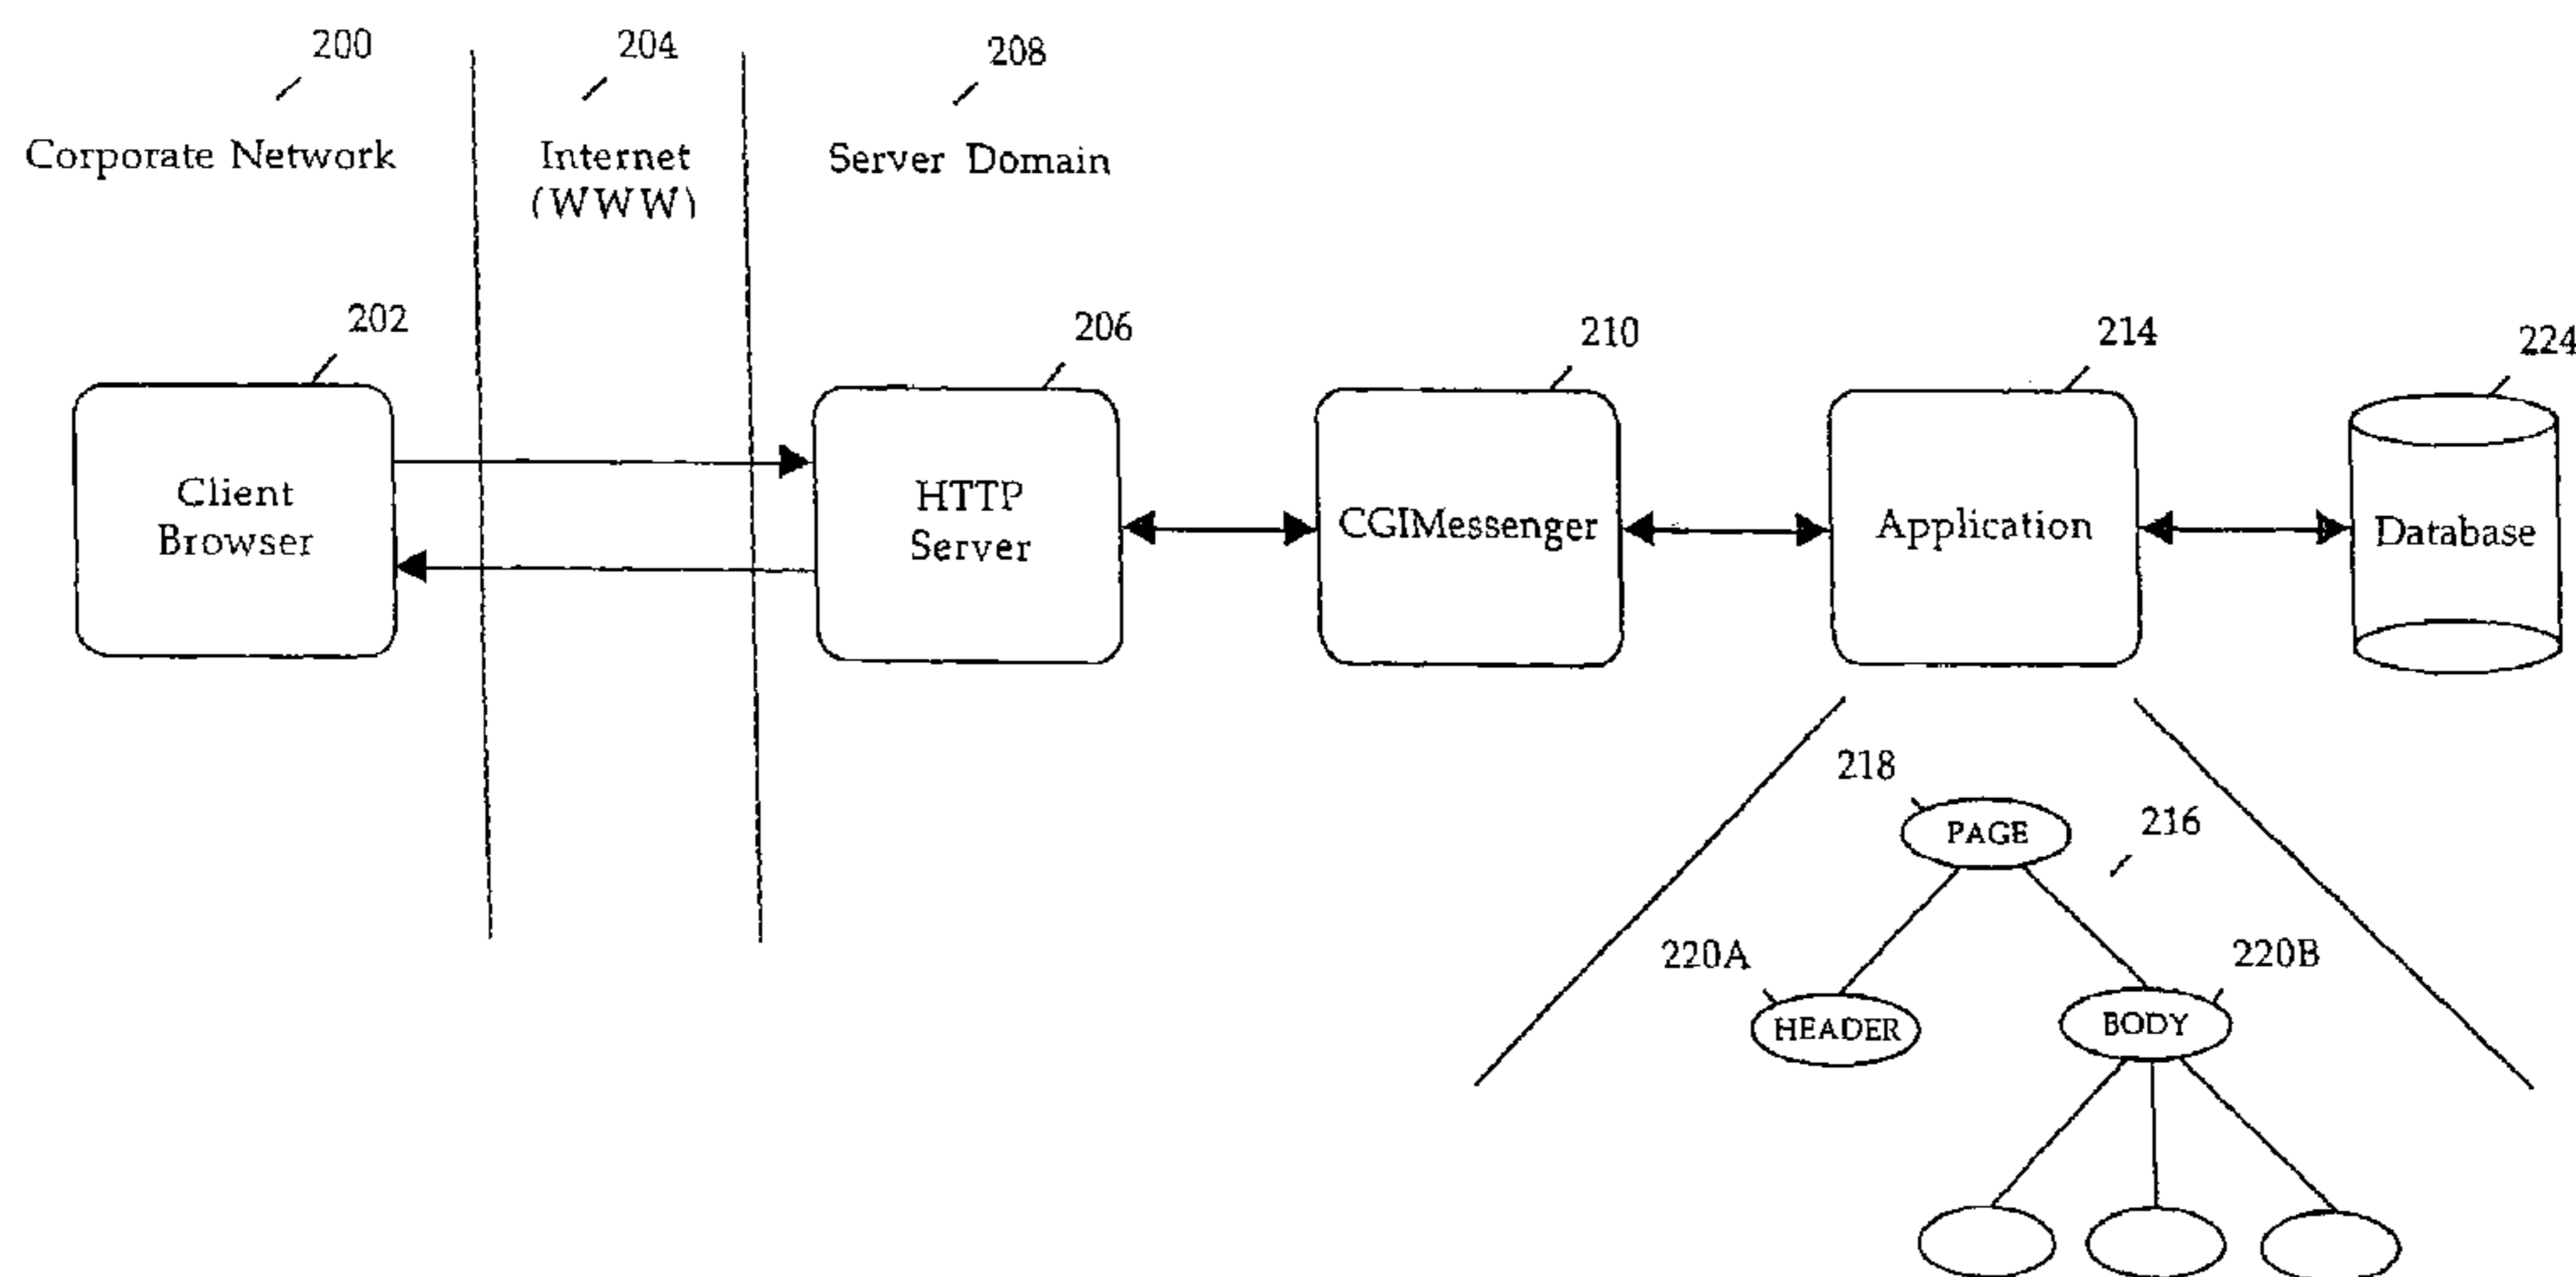 200
204
208
Corporate Network
Internet
(WWW)
Server Domain
202
206
210
214
224
Client
Browser
HTTP
Server
CGIMessenger
Application
Database
218
PAGE
216
220A
220B
HEADER
BODY